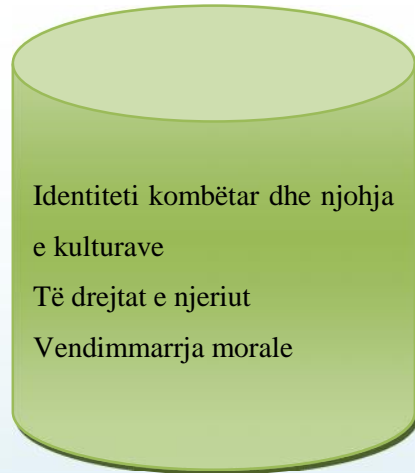 Identiteti kombëtar dhe njohja
e kulturave
Të drejtat e njeriut
Vendimmarrja morale